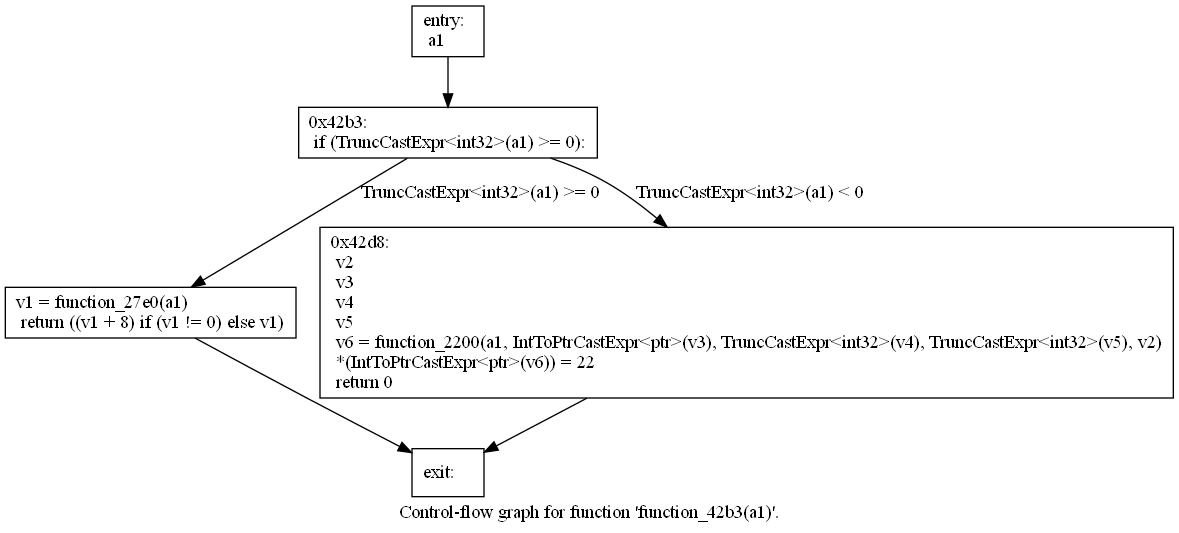 entry:
a1
0x42b3:
if (TruncCastExpr<int32>(a1) >= 0):
TruncCastExpr<int32>(a1) >= 0
TruncCastExpr<int32>(a1) < 0
v1 = function_27e0(a1)
return ((v1 + 8) if (v1 != 0) else v1)
0x42d8:
v2
v3
v4
v5
v6 = function_2200(a1, IntToPtrCastExpr<ptr>(v3), TruncCastExpr<int32>(v4), TruncCastExpr<int32>(v5), v2)
*(IntToPtrCastExpr<ptr>(v6)) = 22
return 0
exit:
Control-flow graph for function 'function_42b3(a1)'.